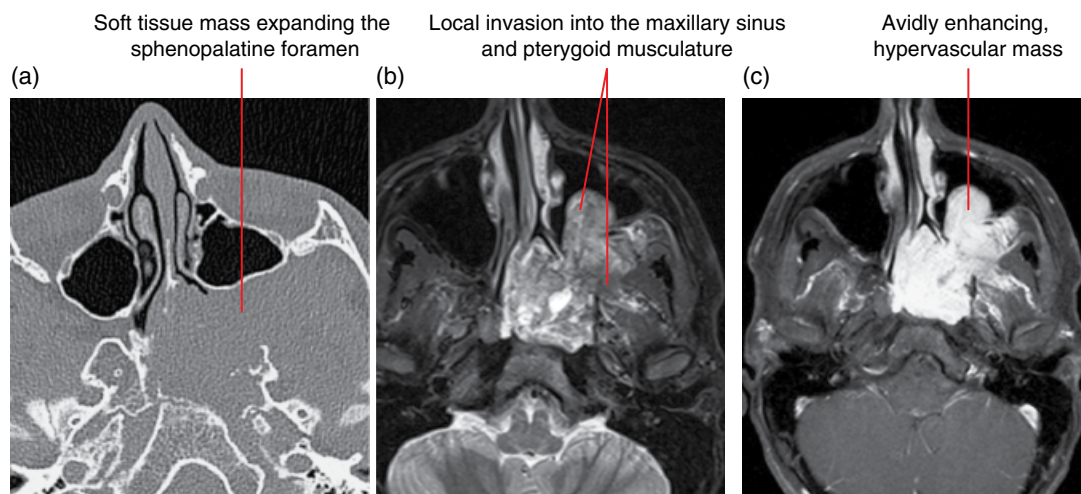 Soft tissue mass expanding the
sphenopalatine foramen
Local invasion into the maxillary sinus
and pterygoid musculature
Avidly enhancing,
hypervascular mass
(a)
(b)
(c)